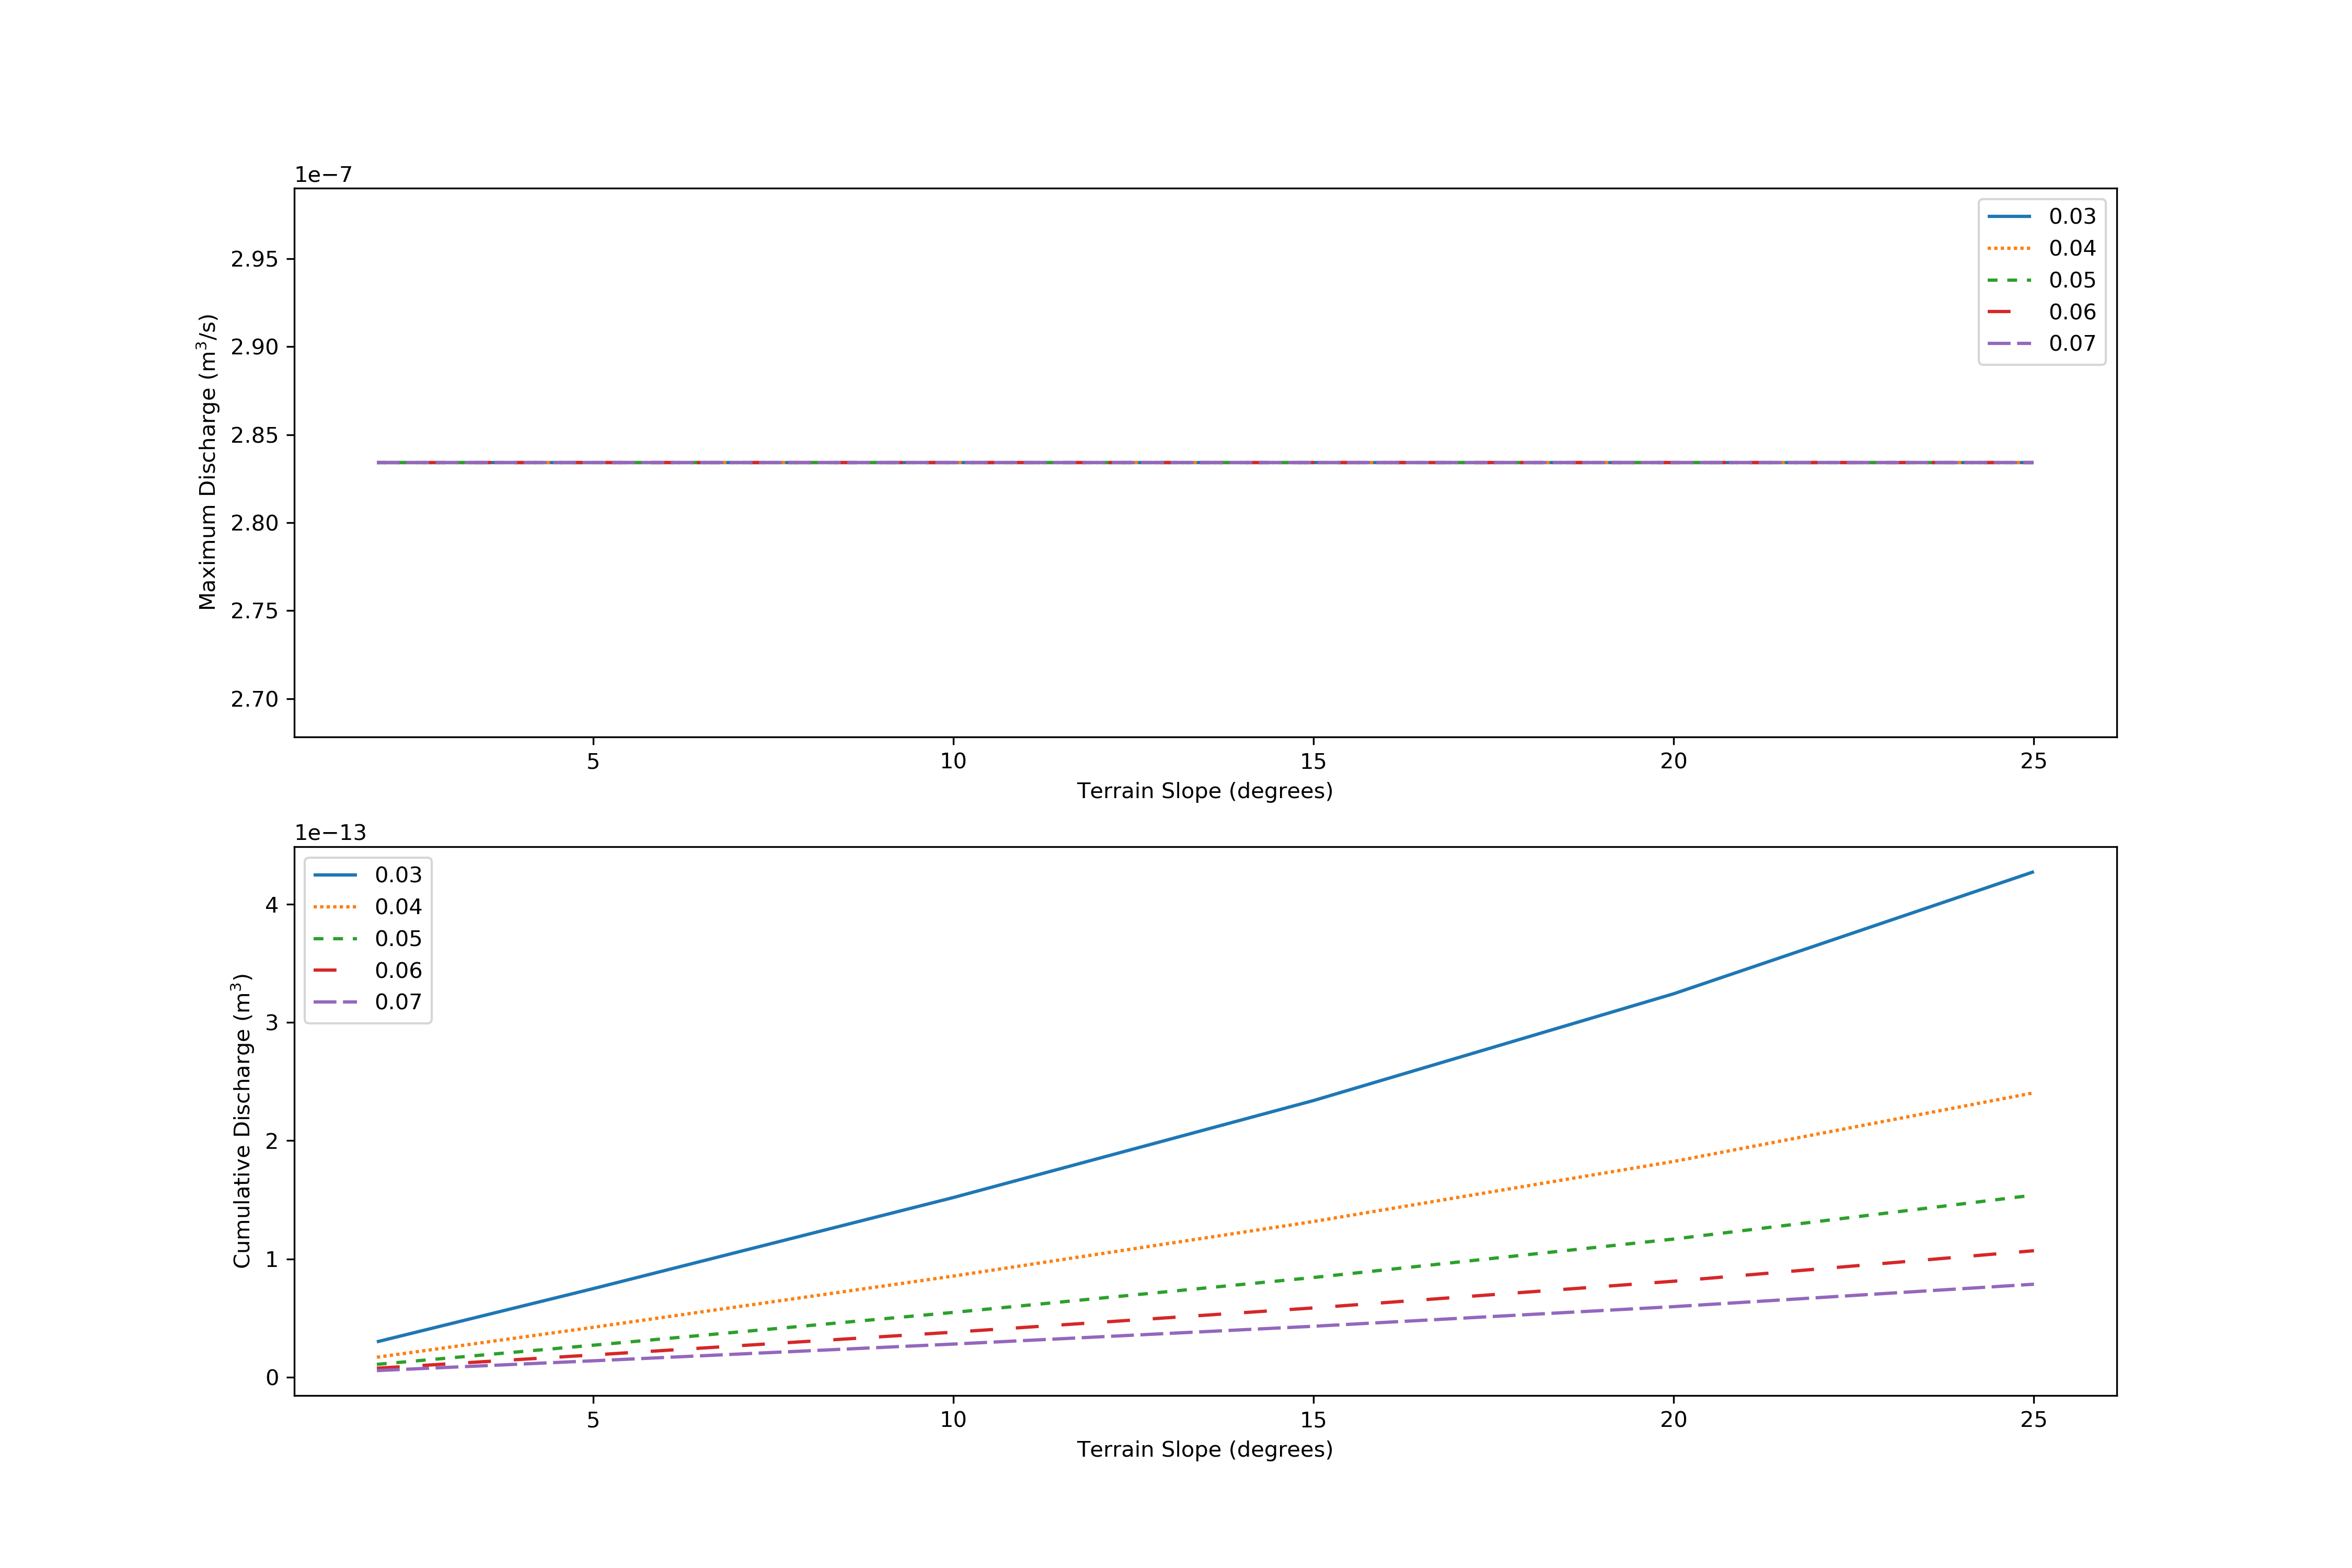 1e−7
2.95
2.90
2.85
2.80
2.75
2.70
Maximum Discharge (m³/s)
0.03
0.04
0.05
0.06
0.07
5 10 15 20 25
Terrain Slope (degrees)
1e−13
4
3
2
1
0
Cumulative Discharge (m³)
0.03
0.04
0.05
0.06
0.07
5 10 15 20 25
Terrain Slope (degrees)